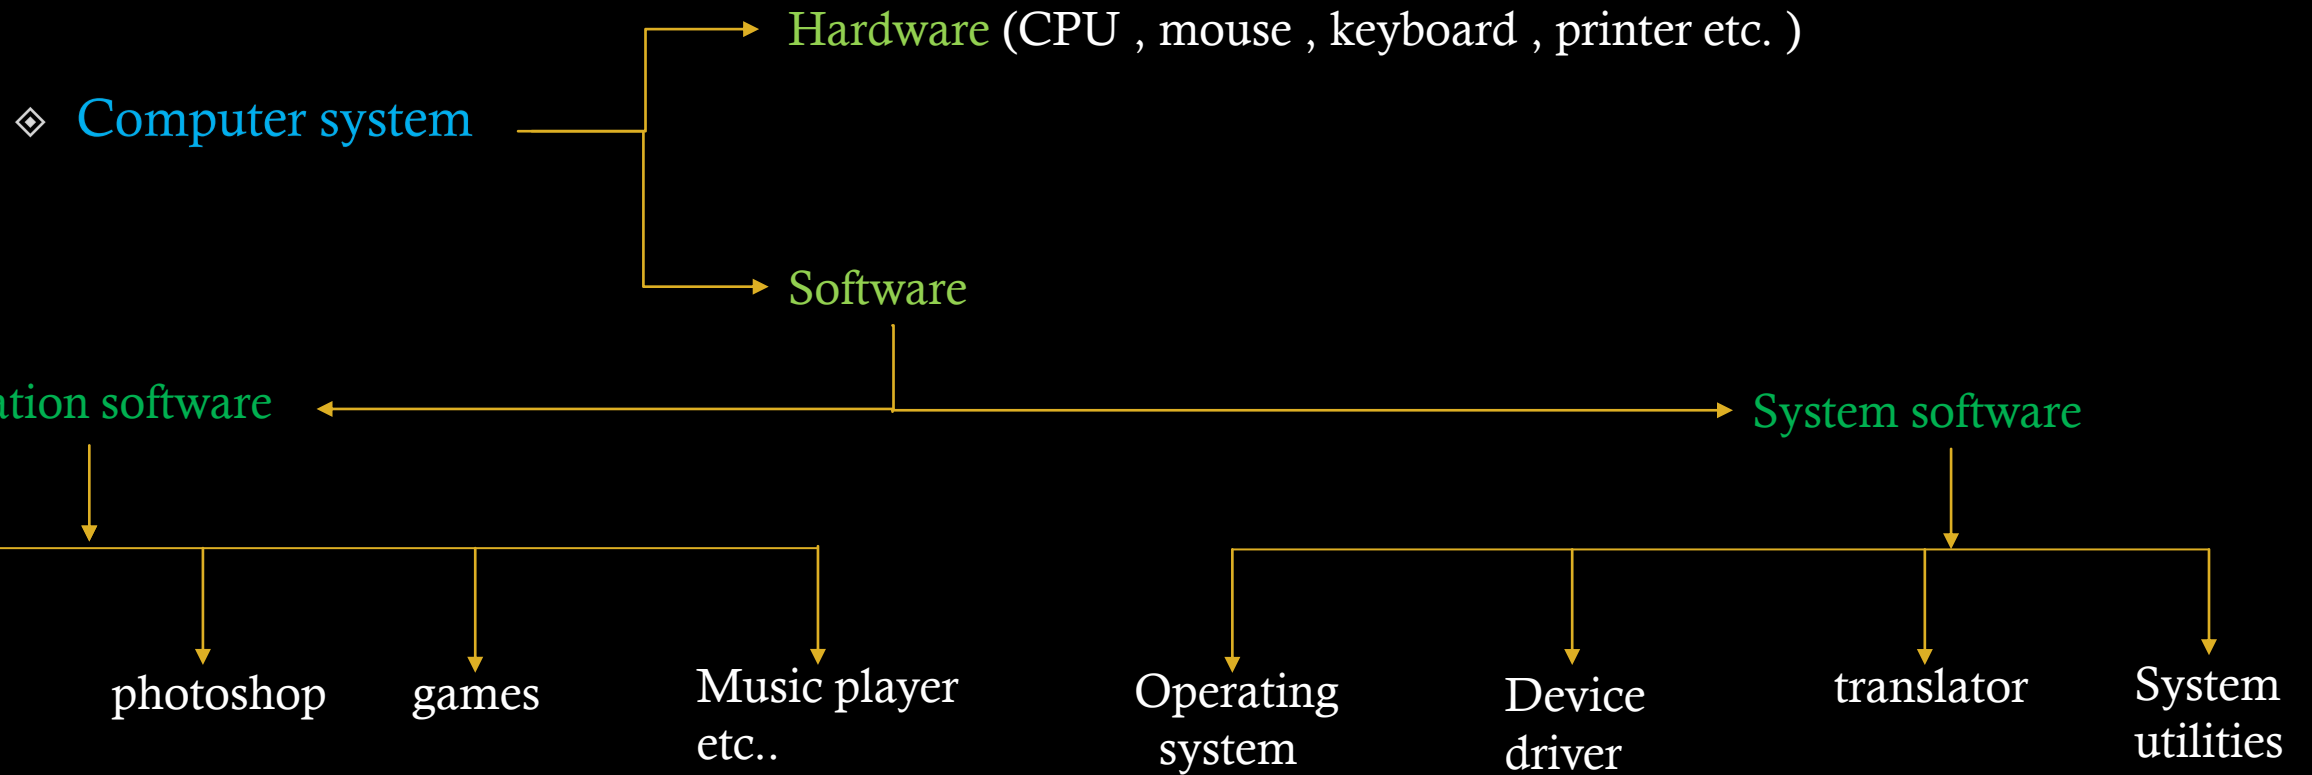 Hardware (CPU , mouse , keyboard , printer etc. )
Computer system
Software
software
System software
photoshop
games
Music player
etc..
Operating
system
Device
driver
translator
System
utilities